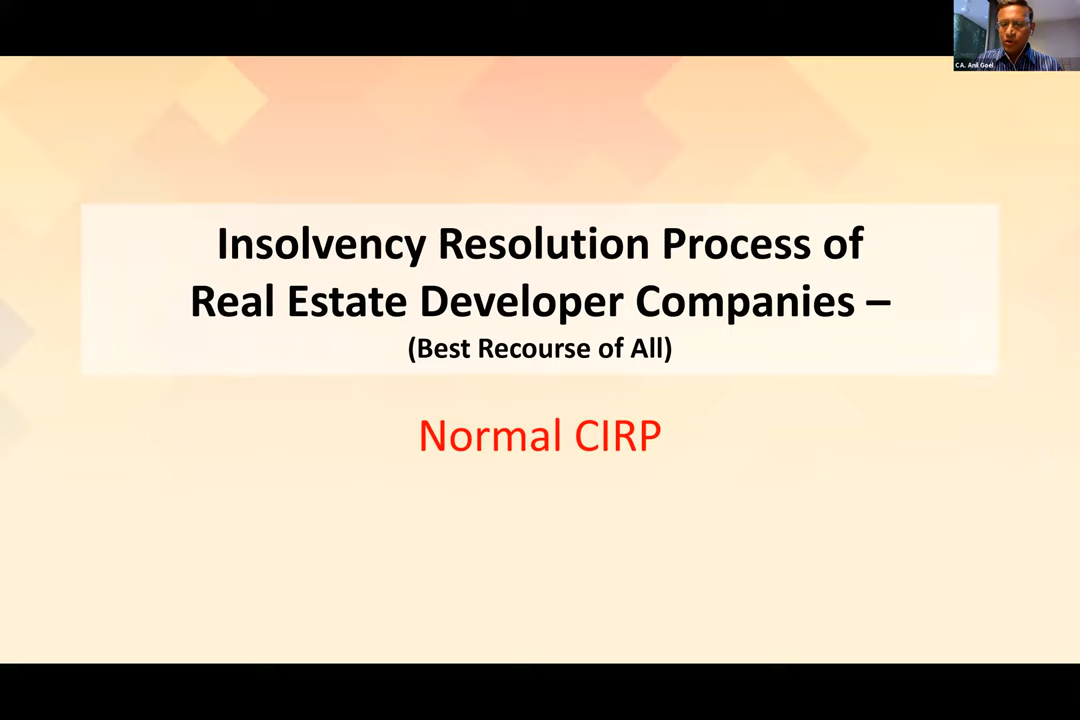 C.A. Anil Goel
Insolvency Resolution Process of
Real Estate Developer Companies –
(Best Recourse of All)
Normal CIRP